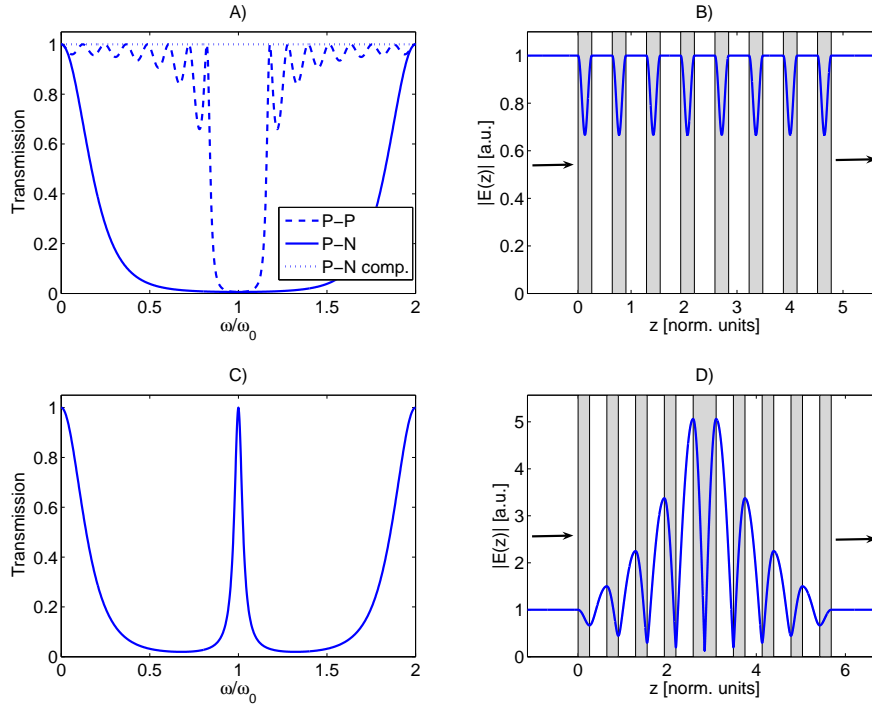 A)
Transmission
1
0.8
0.6
0.4
0.2
0
0 0.5 1 1.5 2
ω/ω0
P−P
P−N
P−N comp.
B)
|E(z)| [a.u.]
1
0.8
0.6
0.4
0.2
0
0 1 2 3 4 5
z [norm. units]
C)
Transmission
1
0.8
0.6
0.4
0.2
0
0 0.5 1 1.5 2
ω/ω0
D)
|E(z)| [a.u.]
5
4
3
2
1
0
0 2 4 6
z [norm. units]